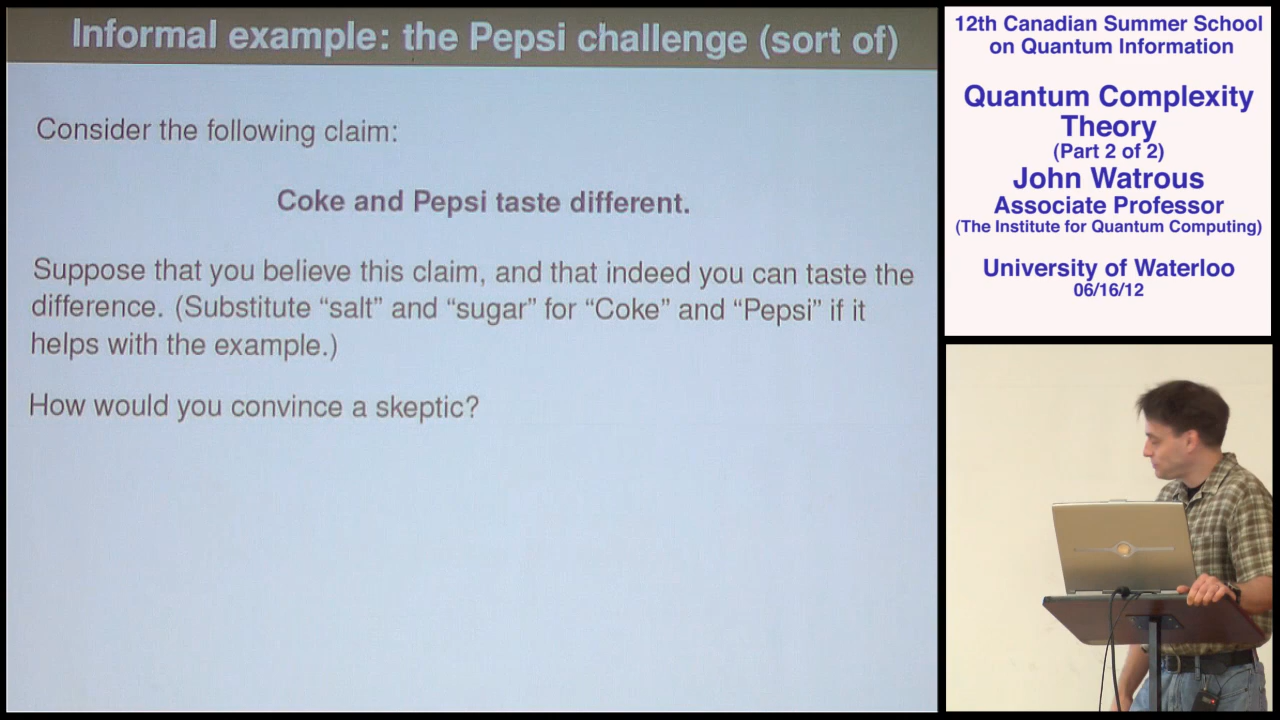 Informal example: the Pepsi challenge (sort of)
Consider the following claim:
Coke and Pepsi taste different.
Suppose that you believe this claim, and that indeed you can taste the
difference. (Substitute “salt” and “sugar” for “Coke” and “Pepsi” if it
helps with the example.)
How would you convince a skeptic?
12th Canadian Summer School
on Quantum Information
Quantum Complexity
Theory
(Part 2 of 2)
John Watrous
Associate Professor
(The Institute for Quantum Computing)
University of Waterloo
06/16/12